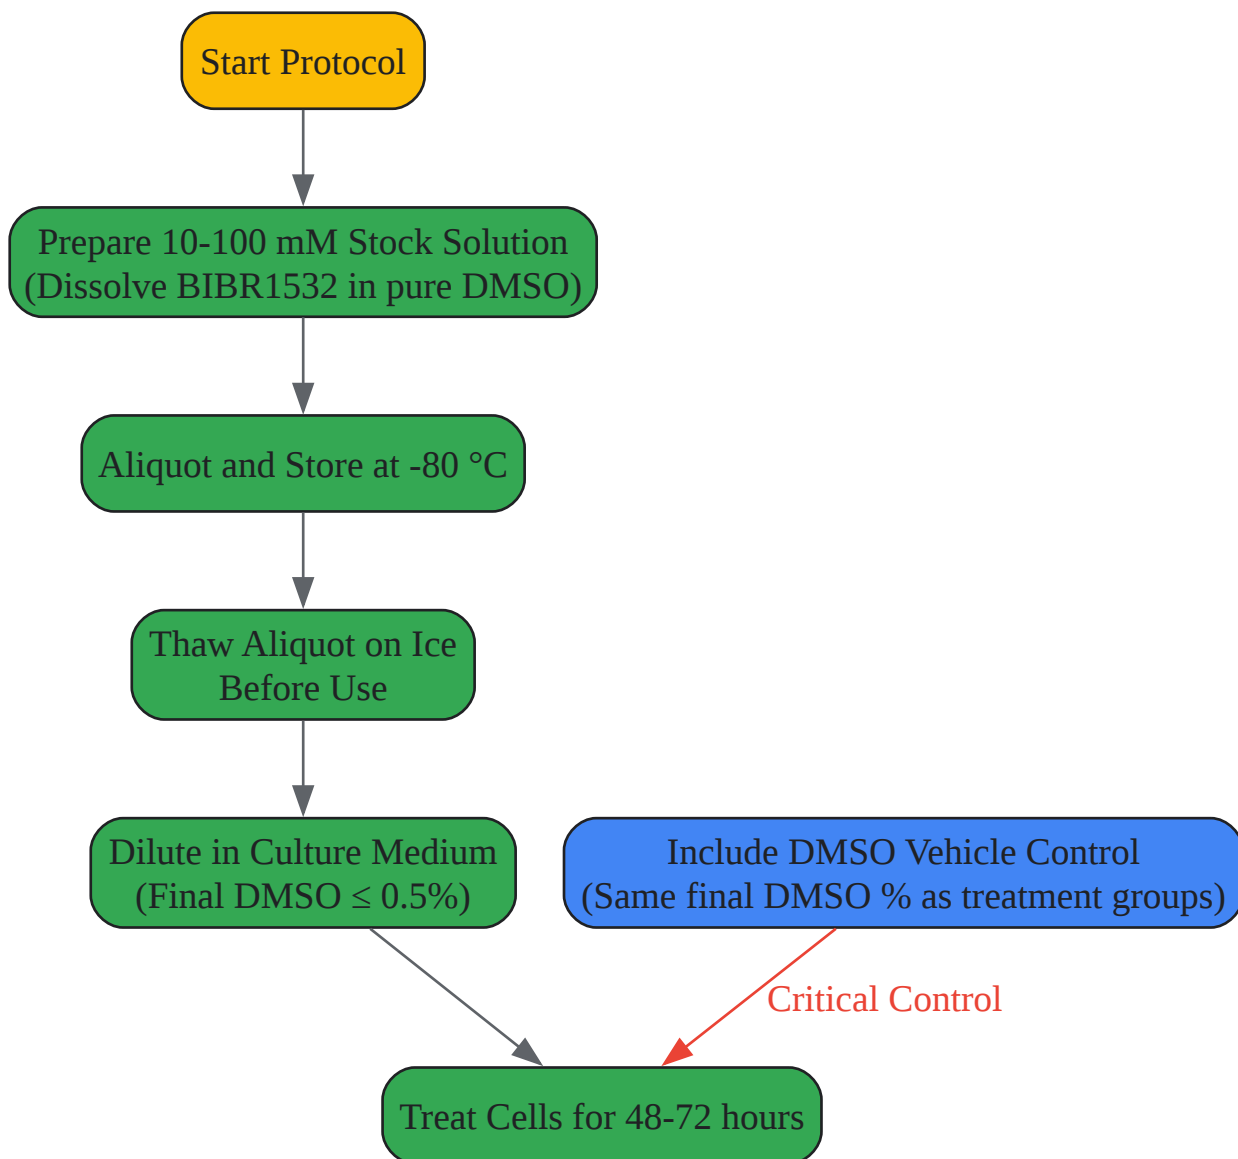 Start Protocol
Prepare 10-100 mM Stock Solution
(Dissolve BIBR1532 in pure DMSO)
Aliquot and Store at -80 °C
Thaw Aliquot on Ice
Before Use
Dilute in Culture Medium
(Final DMSO ≤ 0.5%)
Include DMSO Vehicle Control
(Same final DMSO % as treatment groups)
Critical Control
Treat Cells for 48-72 hours